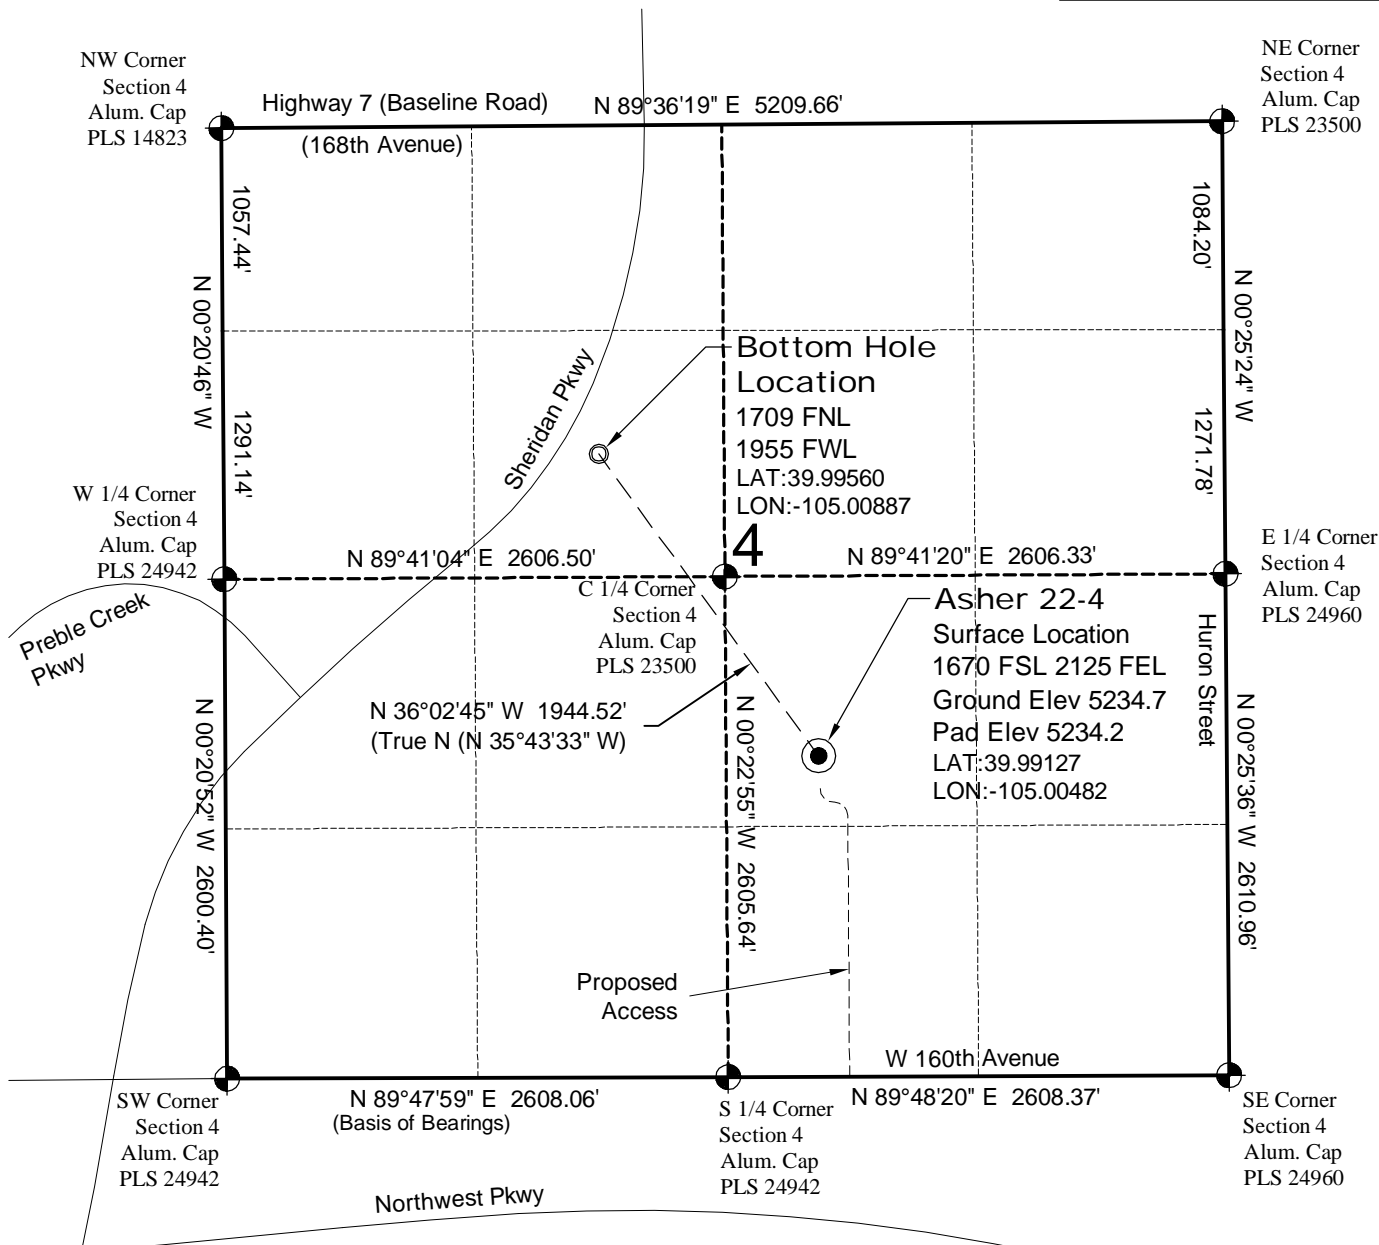 NW Corner
Section 4
Alum. Cap
PLS 14823
Highway 7 (Baseline Road)
(168th Avenue)
N 89°36'19" E 5209.66'
NE Corner
Section 4
Alum. Cap
PLS 23500
1057.44'
N 00°20'46" W
1291.14'
1084.20'
N 00°25'24" W
1271.78'
Sheridan Pkwy
Bottom Hole
Location
1709 FNL
1955 FWL
LAT:39.99560
LON:-105.00887
4
W 1/4 Corner
Section 4
Alum. Cap
PLS 24942
N 89°41'04" E 2606.50'
N 89°41'20" E 2606.33'
E 1/4 Corner
Section 4
Alum. Cap
PLS 24960
C 1/4 Corner
Section 4
Alum. Cap
PLS 23500
Preble Creek
Pkwy
Asher 22-4
Surface Location
1670 FSL 2125 FEL
Ground Elev 5234.7
Pad Elev 5234.2
LAT:39.99127
LON:-105.00482
Huron Street
N 36°02'45" W 1944.52'
(True N (N 35°43'33" W)
N 00°20'52" W 2600.40'
N 00°22'55" W 2605.64'
N 00°25'36" W 2610.96'
Proposed
Access
W 160th Avenue
SW Corner
Section 4
Alum. Cap
PLS 24942
N 89°47'59" E 2608.06'
(Basis of Bearings)
S 1/4 Corner
Section 4
Alum. Cap
PLS 24942
N 89°48'20" E 2608.37'
SE Corner
Section 4
Alum. Cap
PLS 24960
Northwest Pkwy